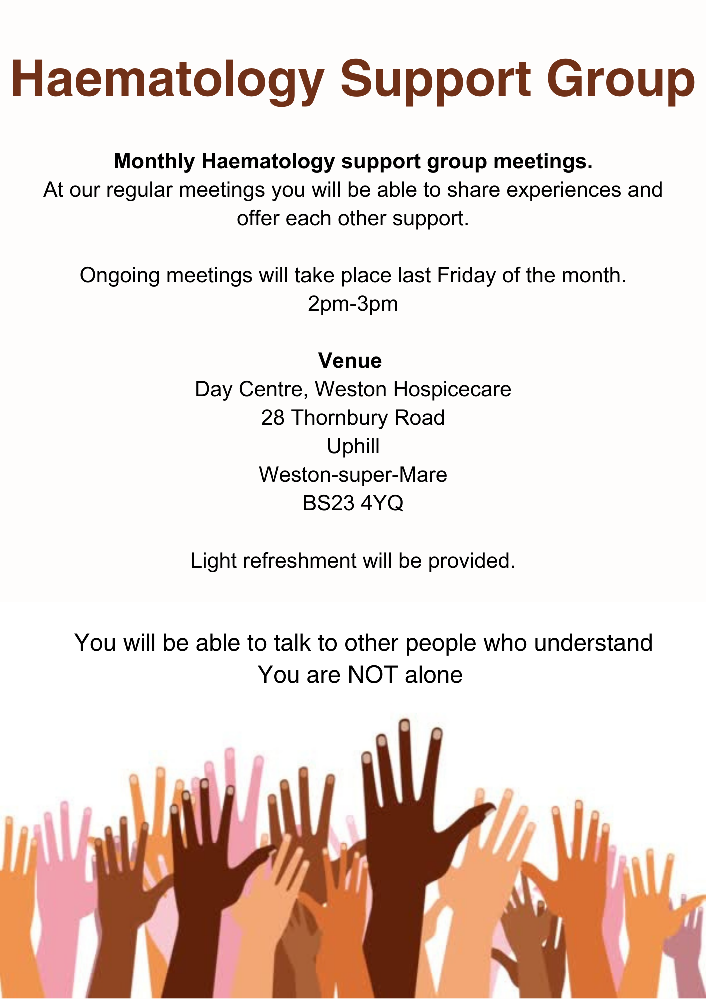 Haematology Support Group
Monthly Haematology support group meetings.
At our regular meetings you will be able to share experiences and
offer each other support.
Ongoing meetings will take place last Friday of the month.
2pm-3pm
Venue
Day Centre, Weston Hospicecare
28 Thornbury Road
Uphill
Weston-super-Mare
BS23 4YQ
Light refreshment will be provided.
You will be able to talk to other people who understand
You are NOT alone